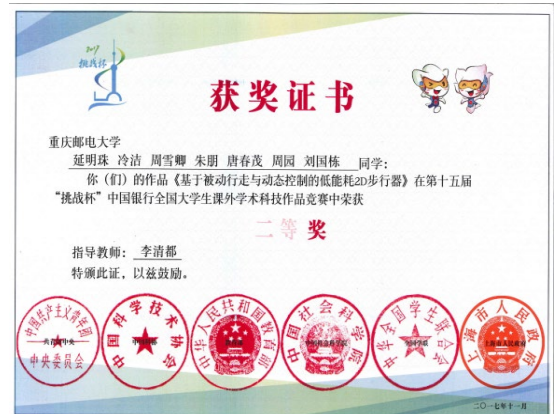 2017
挑战杯
获奖证书
重庆邮电大学
延明珠 冷洁 周雪卿 朱朋 唐春茂 周园 刘国栋 同学：
你（们）的作品《基于被动行走与动态控制的低能耗2D步行器》在第十五届
“挑战杯”中国银行全国大学生课外学术科技作品竞赛中荣获
二等奖
指导教师： 李清都
特颁此证，以兹鼓励。
中国共产主义青年团 中央委员会
中国科学技术协会
中华人民共和国教育部
中国社会科学院
中华全国学生联合会
上海市人民政府
二〇一七年十一月